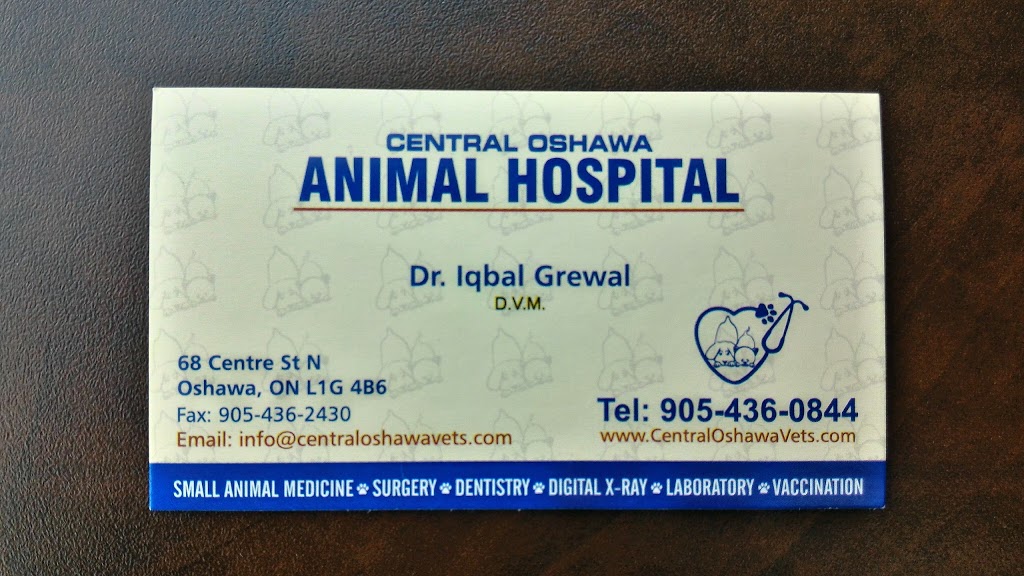 CENTRAL OSHAWA
ANIMAL HOSPITAL
Dr. Iqbal Grewal
D.V.M.
68 Centre St N
Oshawa, ON L1G 4B6
Fax: 905-436-2430
Email: info@centraloshawavets.com
Tel: 905-436-0844
www.CentralOshawaVets.com
SMALL ANIMAL MEDICINE SURGERY DENTISTRY DIGITAL X-RAY LABORATORY VACCINATION